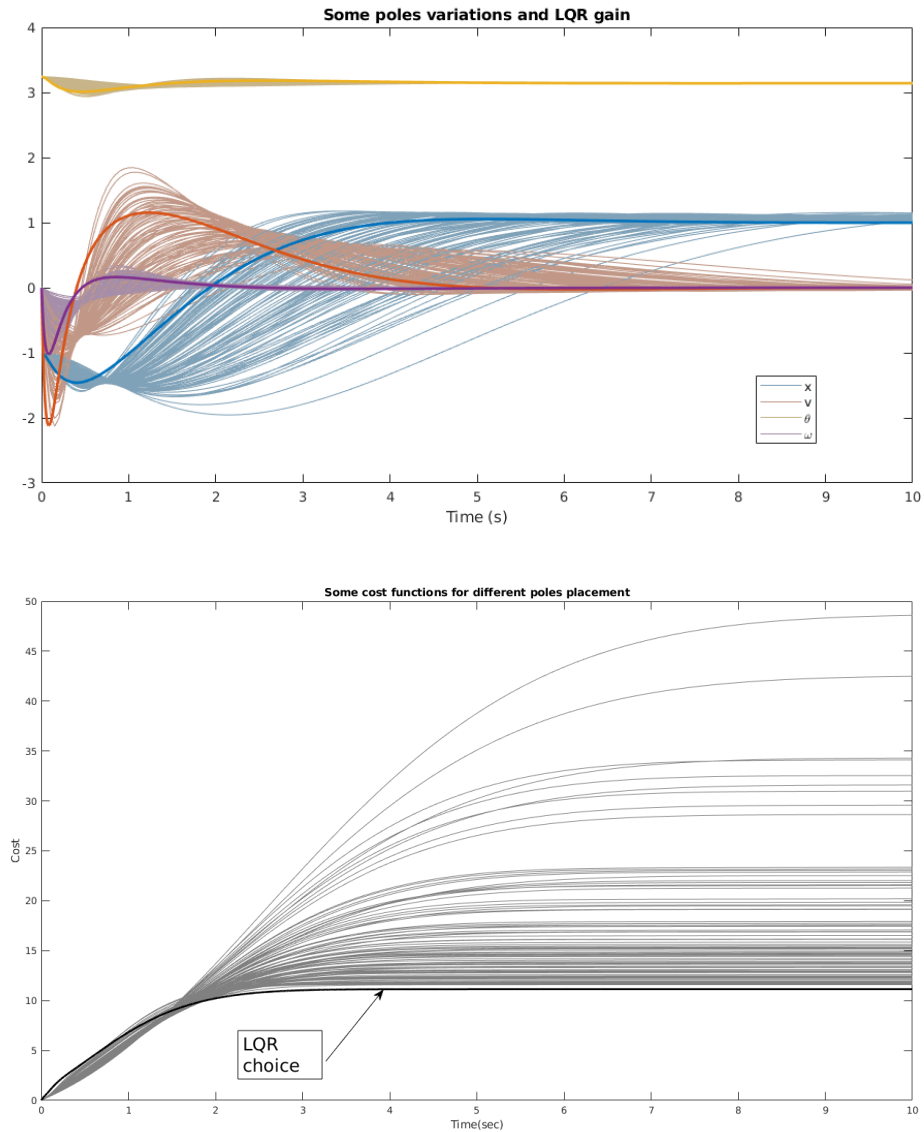 Some poles variations and LQR gain
4
3
2
1
0
-1
-2
-3
x
v
θ
ω
0 1 2 3 4 5 6 7 8 9 10
Time (s)
Some cost functions for different poles placement
50
45
40
35
30
25
20
15
10
5
0
Cost
LQR
choice
0 1 2 3 4 5 6 7 8 9 10
Time(sec)